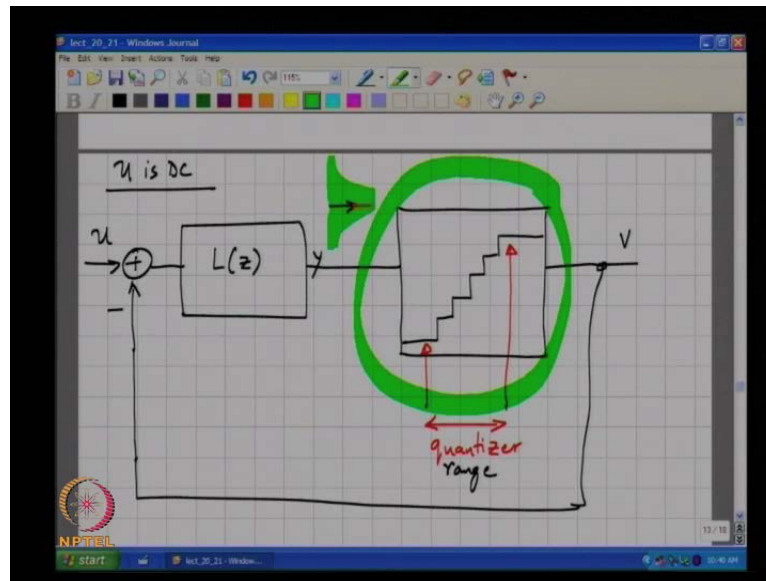 lect_20_21 - Windows Journal
File Edit View Insert Actions Tools Help
115%
B I
u is DC
u
+
L(z)
y
V
−
quantizer
range
NPTEL
13 / 18
start
lect_20_21 - Window...
10:40 AM